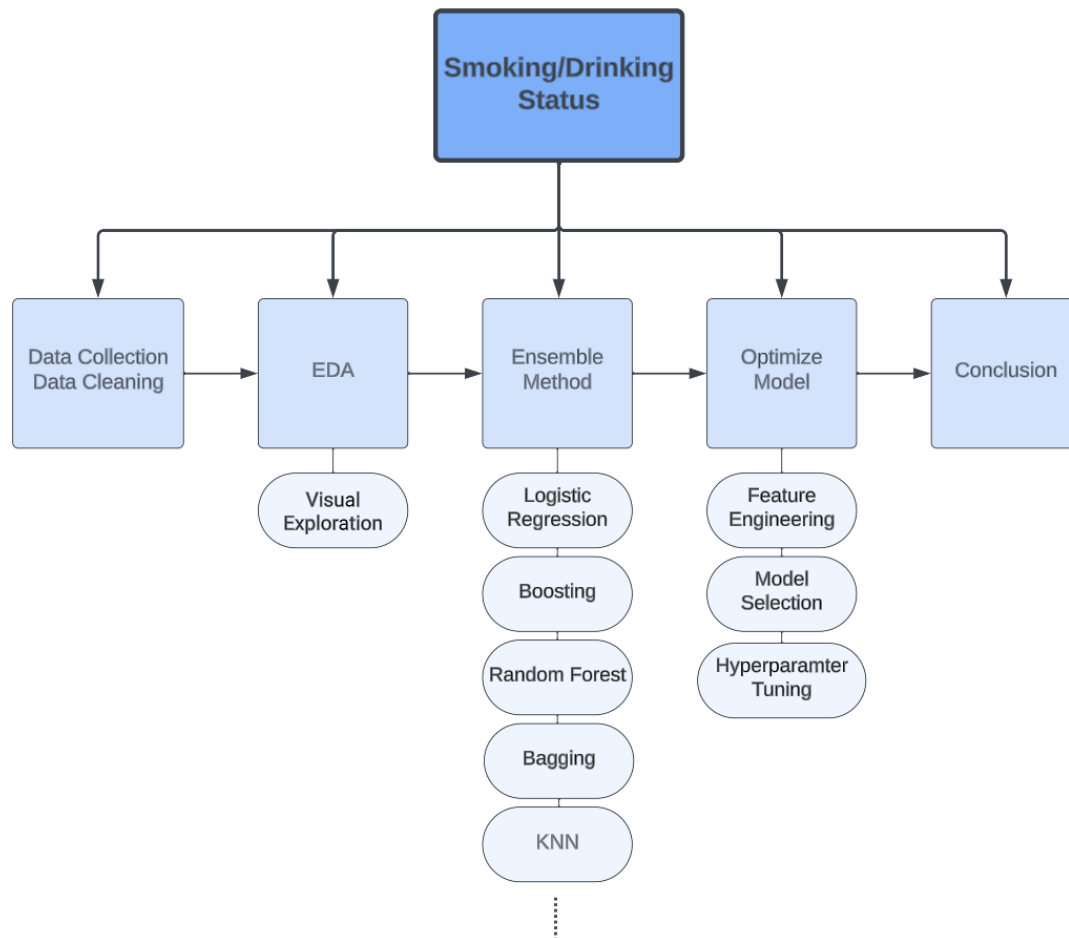 Smoking/Drinking
Status
Data Collection
Data Cleaning
EDA
Ensemble
Method
Optimize
Model
Conclusion
Visual
Exploration
Logistic
Regression
Boosting
Random Forest
Bagging
KNN
Feature
Engineering
Model
Selection
Hyperparamter
Tuning